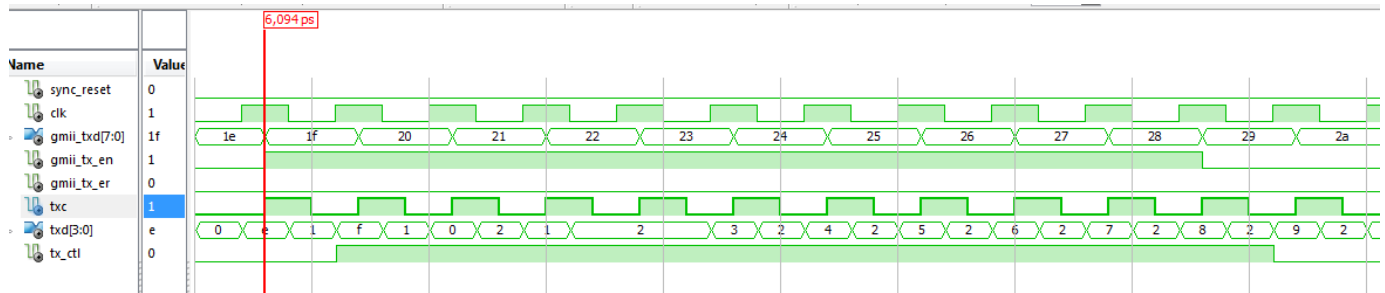 6,094 ps
Name Value
sync_reset 0
clk 1
gmii_txd[7:0] 1f 1e 1f 20 21 22 23 24 25 26 27 28 29 2a
gmii_tx_en 1
gmii_tx_er 0
txc 1
txd[3:0] e 0 e 1 f 1 0 2 1 2 3 2 4 2 5 2 6 2 7 2 8 2 9 2
tx_ctl 0